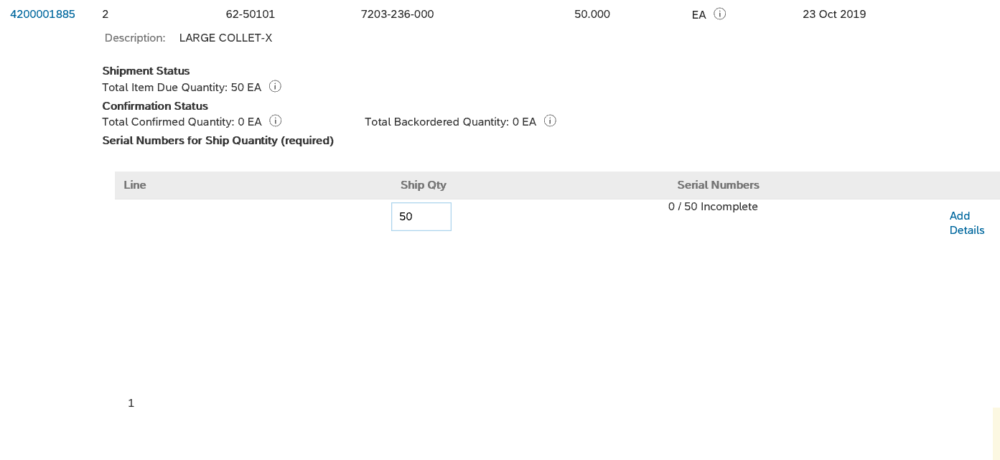 4200001885 2 62-50101 7203-236-000 50.000 EA 23 Oct 2019
Description: LARGE COLLET-X
Shipment Status
Total Item Due Quantity: 50 EA
Confirmation Status
Total Confirmed Quantity: 0 EA Total Backordered Quantity: 0 EA
Serial Numbers for Ship Quantity (required)
Line Ship Qty Serial Numbers
0 / 50 Incomplete
50 Add
Details
1